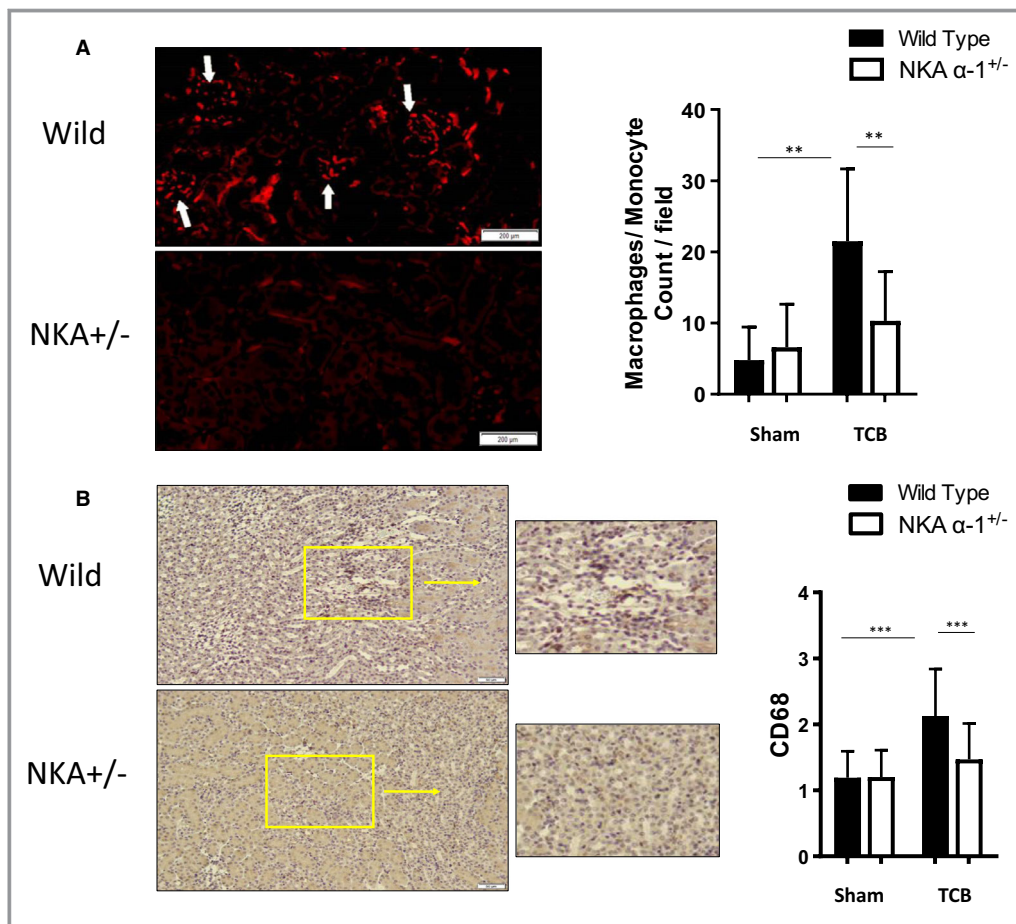 A
Wild
200 µm
NKA+/-
200 µm
Wild Type
NKA α-1+/-
Macrophages/ Monocyte
Count / field
40
30
20
10
0
**
**
Sham
TCB
B
Wild
NKA+/-
Wild Type
NKA α-1+/-
CD68
4
3
2
1
0
***
***
Sham
TCB